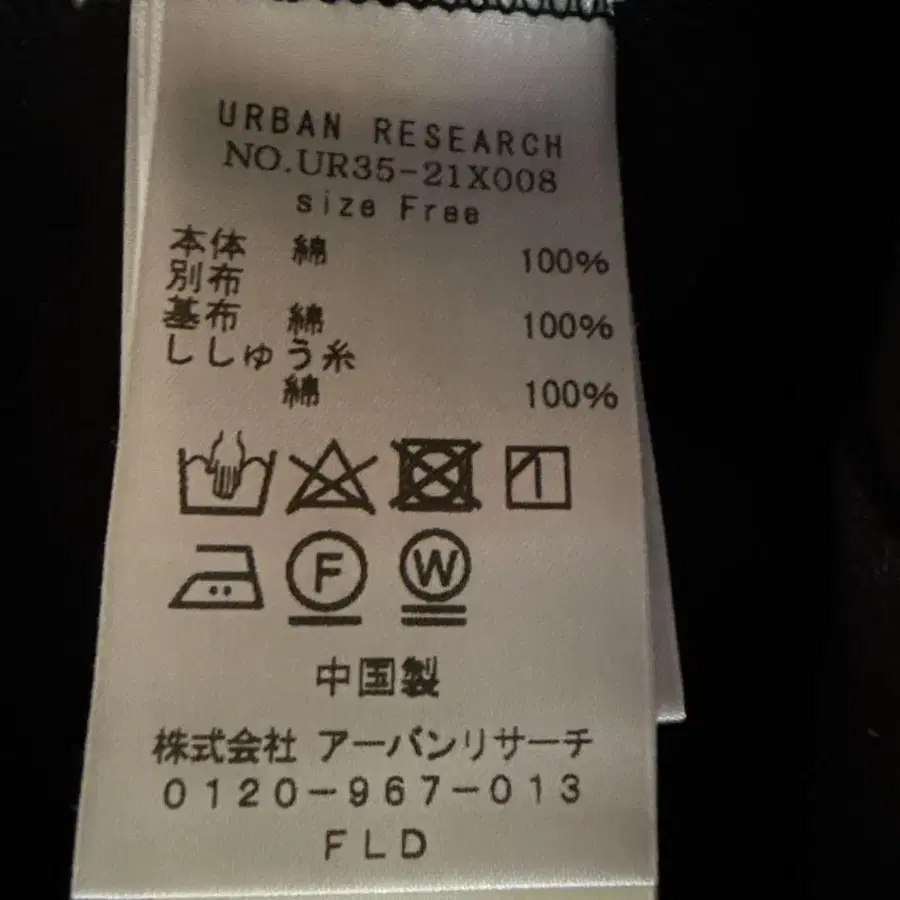 URBAN RESEARCH
NO.UR35-21X008
size Free
本体 綿 100%
別布
基布 綿 100%
ししゅう糸
綿 100%
F W
中国製
株式会社 アーバンリサーチ
0120-967-013
FLD